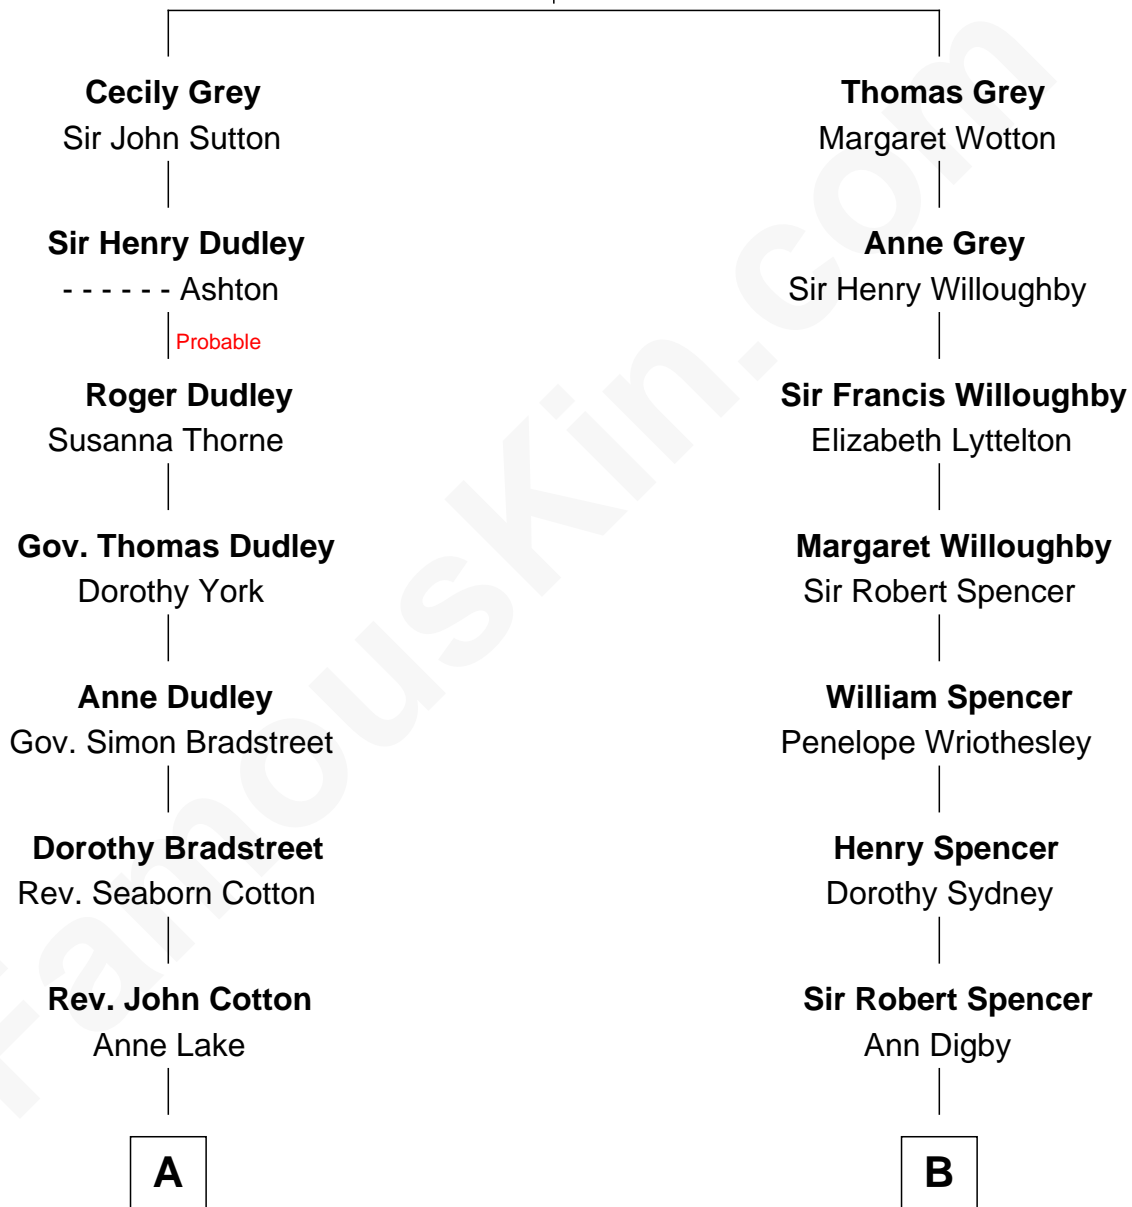 Cecily Grey
Sir John Sutton
Sir Henry Dudley
- - - - - - Ashton
Probable
Roger Dudley
Susanna Thorne
Gov. Thomas Dudley
Dorothy York
Anne Dudley
Gov. Simon Bradstreet
Dorothy Bradstreet
Rev. Seaborn Cotton
Rev. John Cotton
Anne Lake
A
Thomas Grey
Margaret Wotton
Anne Grey
Sir Henry Willoughby
Sir Francis Willoughby
Elizabeth Lyttelton
Margaret Willoughby
Sir Robert Spencer
William Spencer
Penelope Wriothesley
Henry Spencer
Dorothy Sydney
Sir Robert Spencer
Ann Digby
B
FamousKin.com